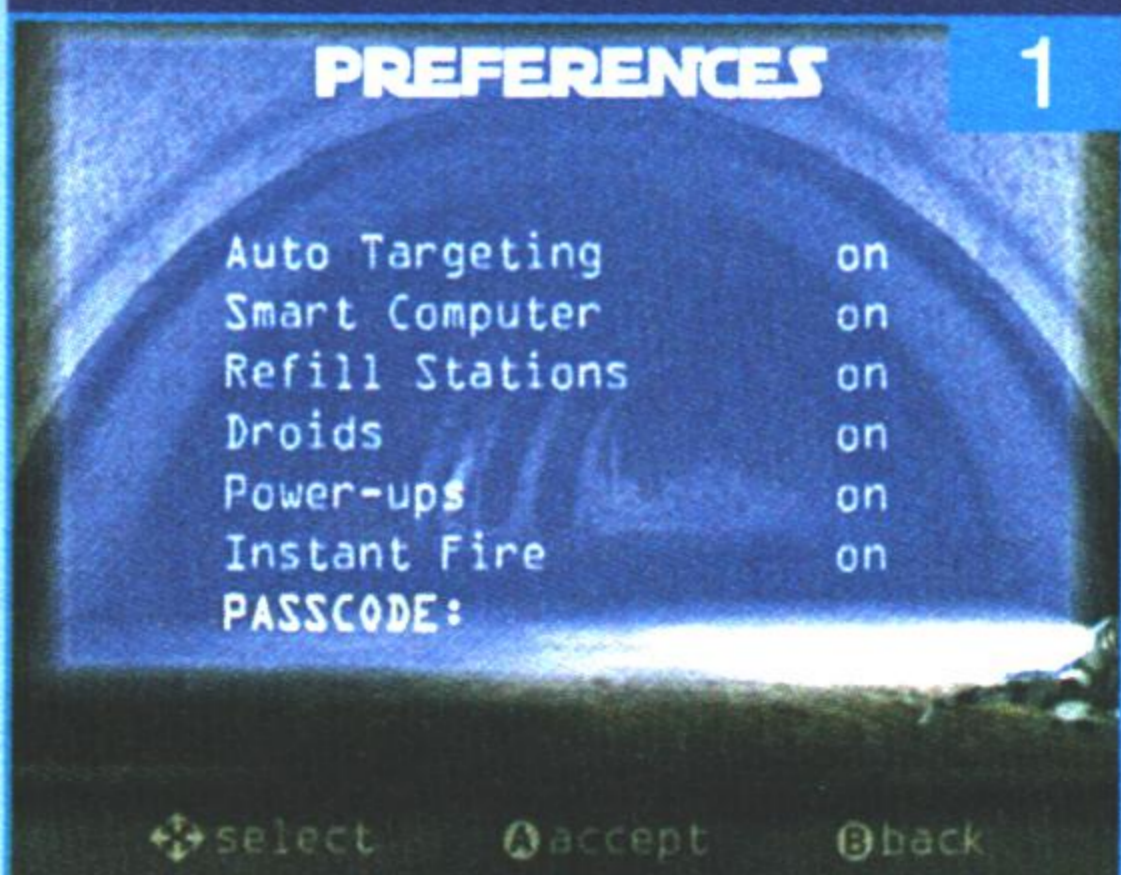 PREFERENCES
1
Auto Targeting on
Smart Computer on
Refill Stations on
Droids on
Power-ups on
Instant Fire on
PASSCODE:
select A accept B back